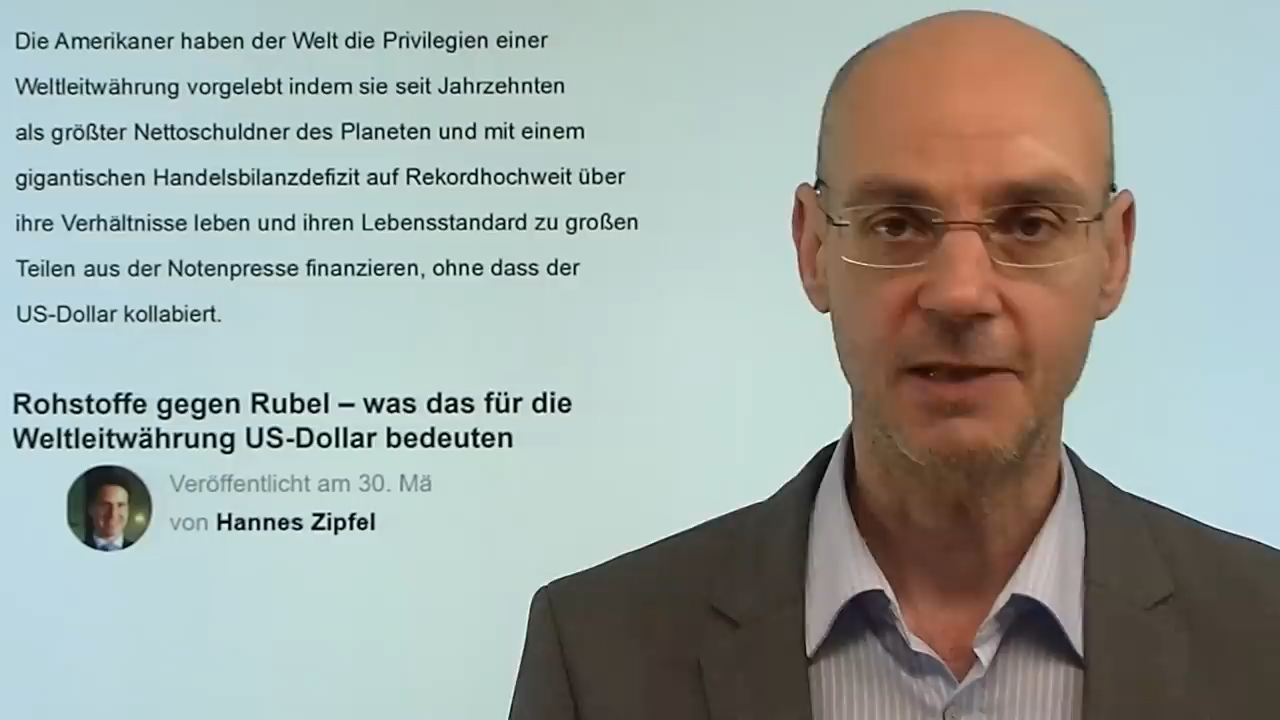 Die Amerikaner haben der Welt die Privilegien einer
Weltleitwährung vorgelebt indem sie seit Jahrzehnten
als größter Nettoschuldner des Planeten und mit einem
gigantischen Handelsbilanzdefizit auf Rekordhochweit über
ihre Verhältnisse leben und ihren Lebensstandard zu großen
Teilen aus der Notenpresse finanzieren, ohne dass der
US-Dollar kollabiert.
Rohstoffe gegen Rubel – was das für die
Weltleitwährung US-Dollar bedeuten
Veröffentlicht am 30. Mä
von Hannes Zipfel